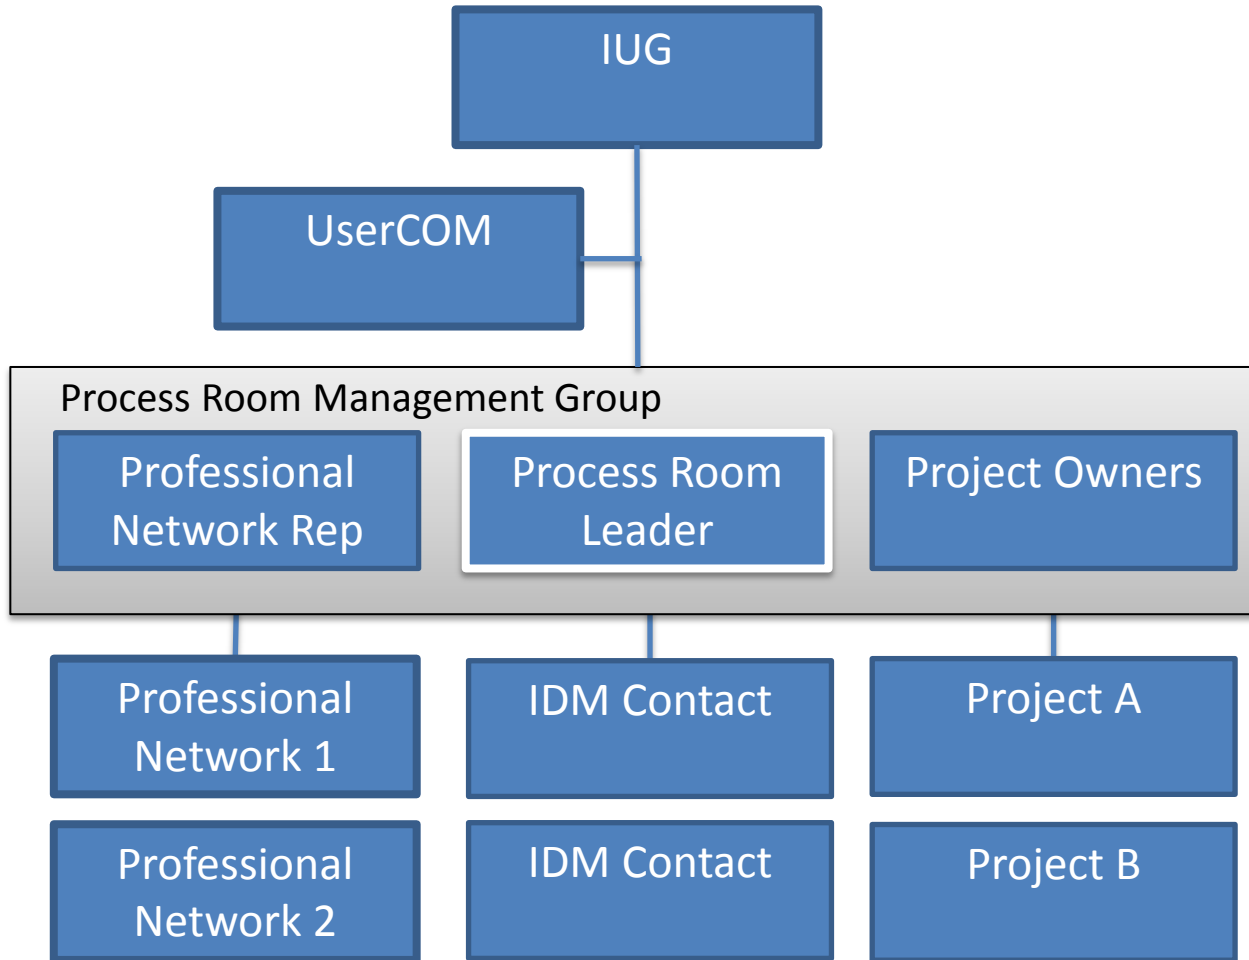 IUG
UserCOM
Process Room Management Group
Professional
Network Rep
Process Room
Leader
Project Owners
Professional
Network 1
IDM Contact
Project A
Professional
Network 2
IDM Contact
Project B